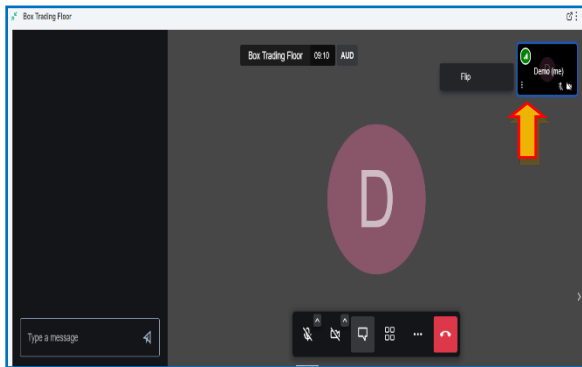 Box Trading Floor
Box Trading Floor 09:10 AUD
Flip
Demo (me)
D
Type a message